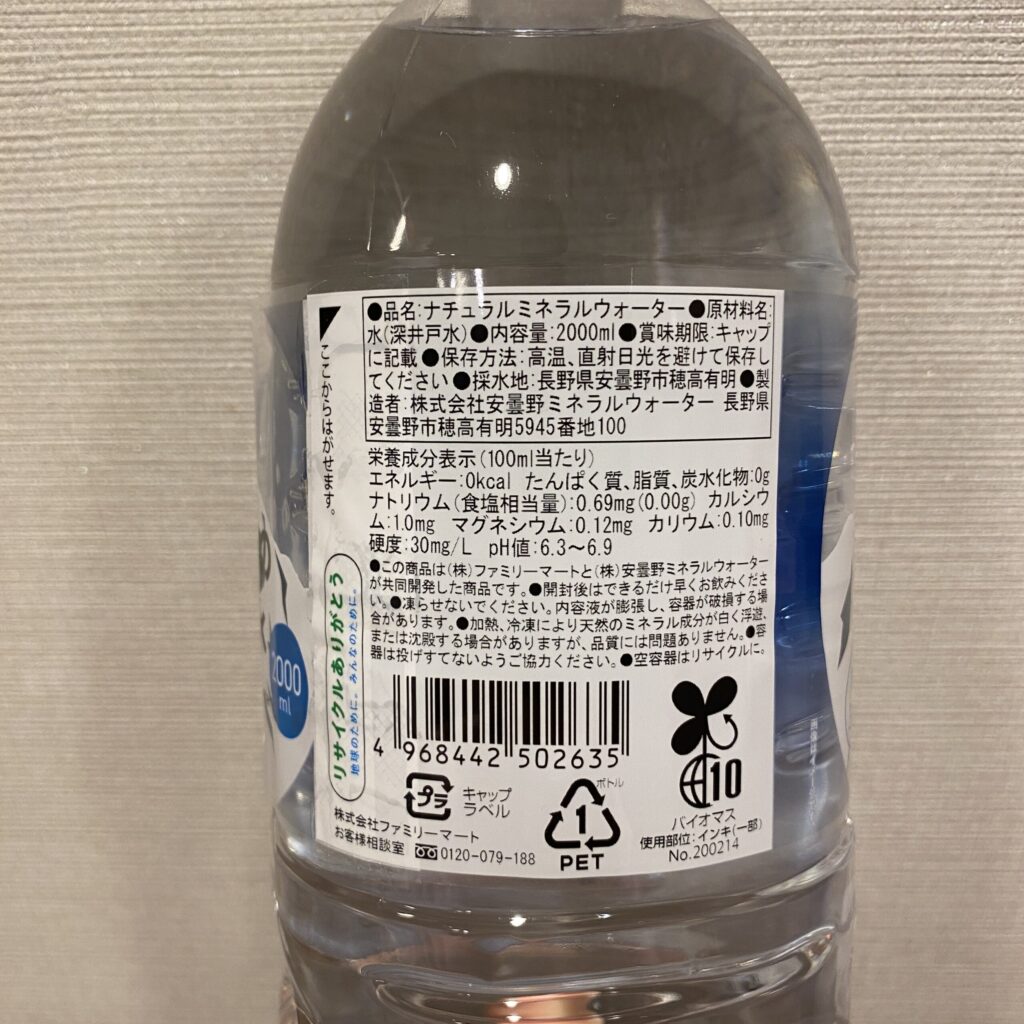 ●品名:ナチュラルミネラルウォーター●原材料名:
水(深井戸水)●内容量:2000ml●賞味期限:キャップ
に記載●保存方法:高温、直射日光を避けて保存し
てください●採水地:長野県安曇野市穂高有明●製
造者:株式会社安曇野ミネラルウォーター 長野県
安曇野市穂高有明5945番地100
ここからはがせます。
栄養成分表示(100ml当たり)
エネルギー:0kcal たんぱく質、脂質、炭水化物:0g
ナトリウム(食塩相当量):0.69mg(0.00g) カルシウ
ム:1.0mg マグネシウム:0.12mg カリウム:0.10mg
硬度:30mg/L pH値:6.3～6.9
●この商品は(株)ファミリーマートと(株)安曇野ミネラルウォーター
が共同開発した商品です。●開封後はできるだけ早くお飲みくださ
い。●凍らせないでください。内容液が膨張し、容器が破損する場
合があります。●加熱、冷凍により天然のミネラル成分が白く浮遊、
または沈殿する場合がありますが、品質には問題ありません。●容
器は投げすてないようご協力ください。●空容器はリサイクルに。
リサイクルありがとう
地球のために。みんなのために。
2000
ml
4 968442 502635
プラ
キャップ
ラベル
ボトル
1
PET
10
バイオマス
使用部位:インキ(一部)
No.200214
株式会社ファミリーマート
お客様相談室 0120-079-188